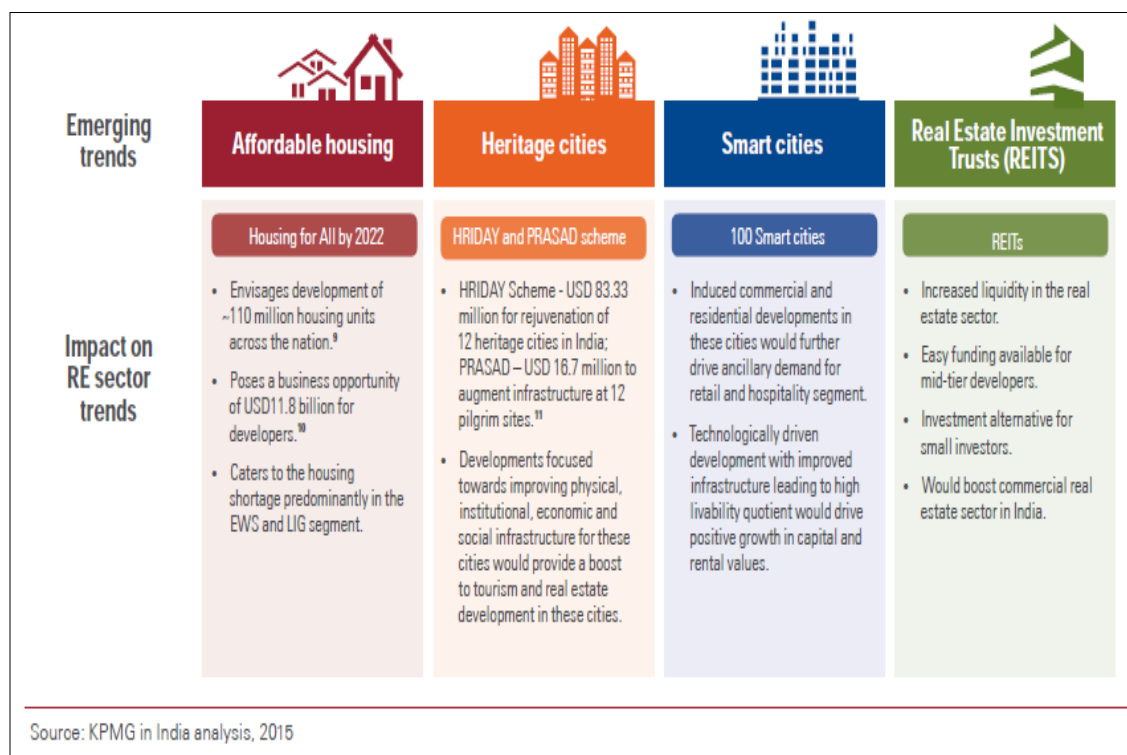 Emerging
trends
Affordable housing
Heritage cities
Smart cities
Real Estate Investment
Trusts (REITS)
Impact on
RE sector
trends
Housing for All by 2022
• Envisages development of
~110 million housing units
across the nation.⁹
• Poses a business opportunity
of USD11.8 billion for
developers.¹⁰
• Caters to the housing
shortage predominantly in the
EWS and LIG segment.
HRIDAY and PRASAD scheme
• HRIDAY Scheme - USD 83.33
million for rejuvenation of
12 heritage cities in India;
PRASAD – USD 16.7 million to
augment infrastructure at 12
pilgrim sites.¹¹
• Developments focused
towards improving physical,
institutional, economic and
social infrastructure for these
cities would provide a boost
to tourism and real estate
development in these cities.
100 Smart cities
• Induced commercial and
residential developments in
these cities would further
drive ancillary demand for
retail and hospitality segment.
• Technologically driven
development with improved
infrastructure leading to high
livability quotient would drive
positive growth in capital and
rental values.
REITs
• Increased liquidity in the real
estate sector.
• Easy funding available for
mid-tier developers.
• Investment alternative for
small investors.
• Would boost commercial real
estate sector in India.
Source: KPMG in India analysis, 2015